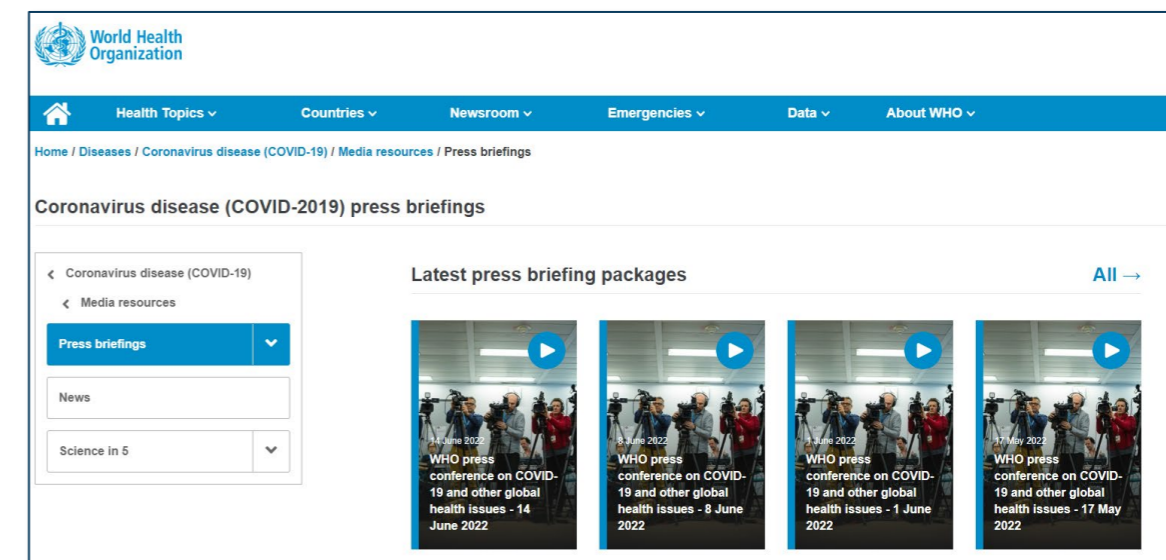 World Health
Organization
Health Topics
Countries
Newsroom
Emergencies
Data
About WHO
Home / Diseases / Coronavirus disease (COVID-19) / Media resources / Press briefings
Coronavirus disease (COVID-2019) press briefings
Coronavirus disease (COVID-19)
Media resources
Press briefings
News
Science in 5
Latest press briefing packages
All →
14 June 2022
WHO press
conference on COVID-
19 and other global
health issues - 14
June 2022
8 June 2022
WHO press
conference on COVID-
19 and other global
health issues - 8 June
2022
1 June 2022
WHO press
conference on COVID-
19 and other global
health issues - 1 June
2022
17 May 2022
WHO press
conference on COVID-
19 and other global
health issues - 17 May
2022